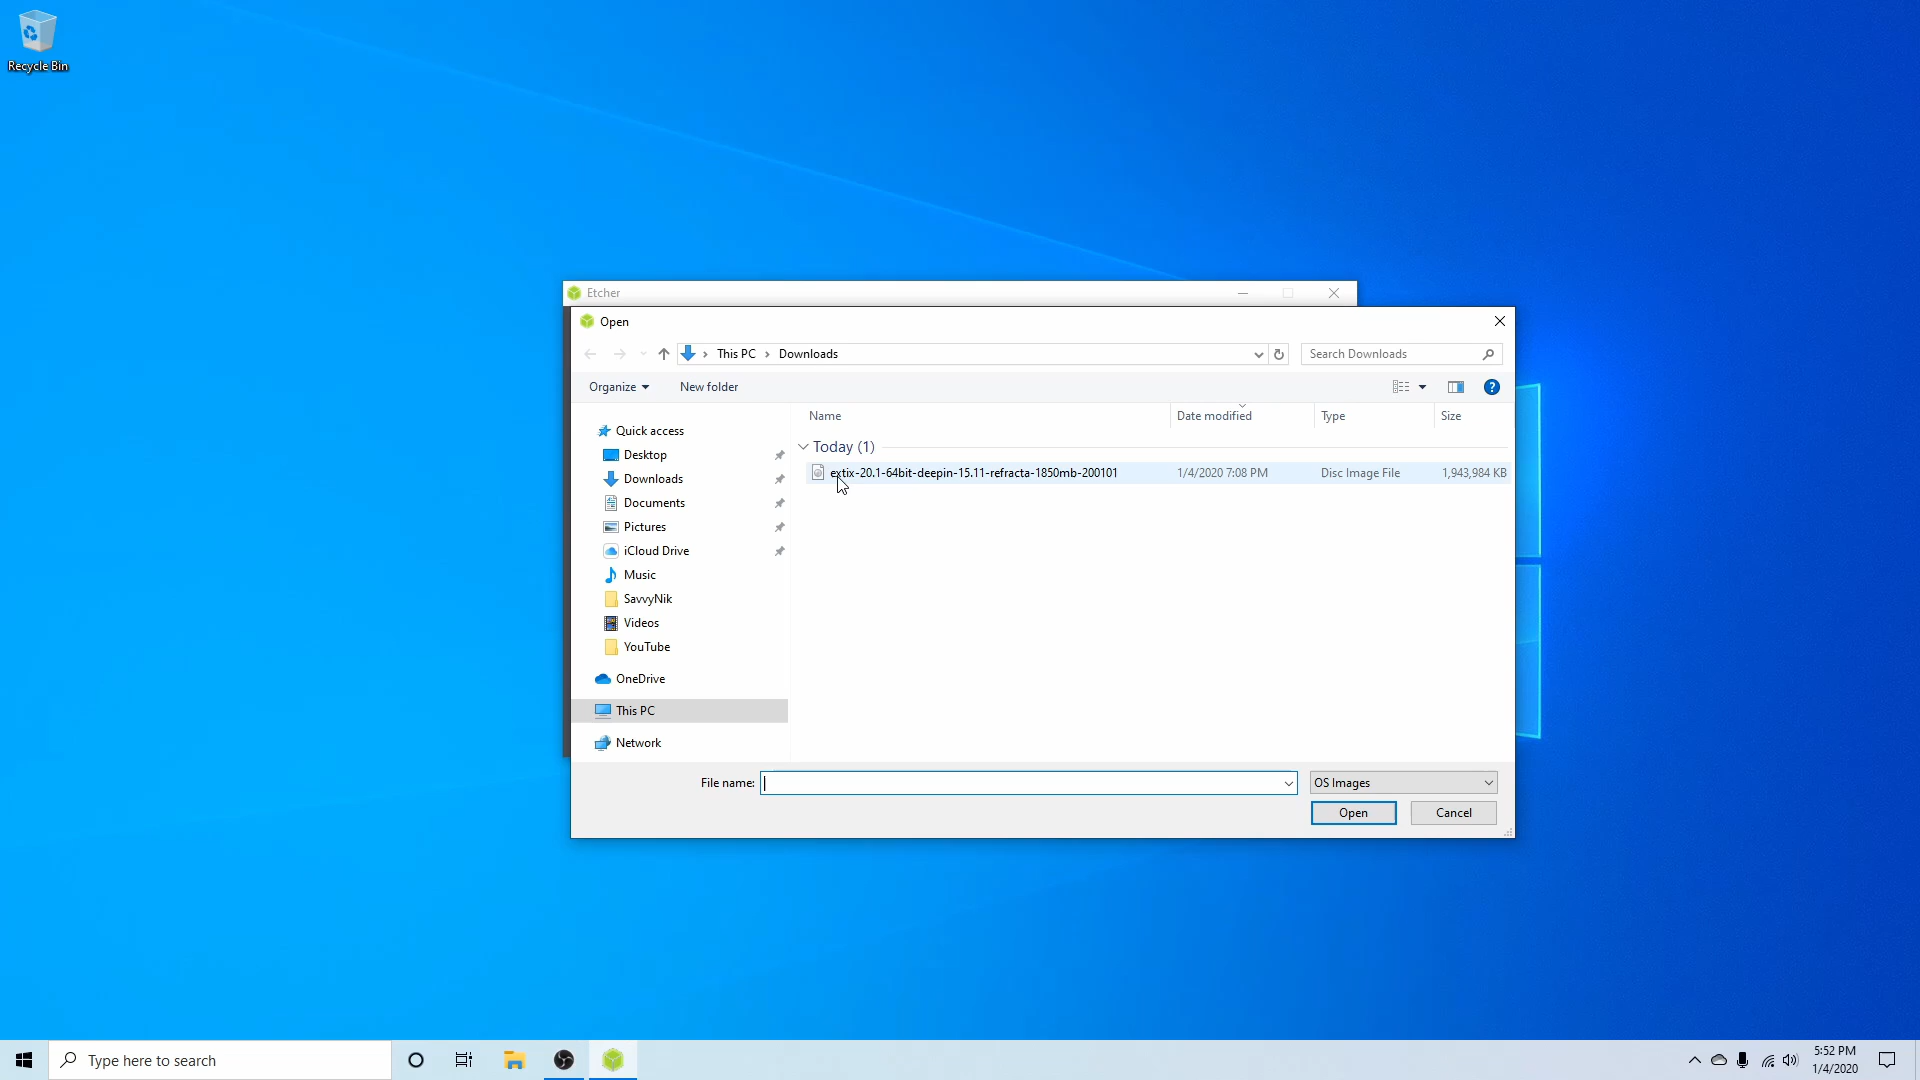 Recycle Bin
Etcher
Open
This PC
Downloads
Search Downloads
Organize
New folder
Name
Date modified
Type
Size
Quick access
Desktop
Downloads
Documents
Pictures
iCloud Drive
Music
SavvyNik
Videos
YouTube
OneDrive
This PC
Network
Today (1)
extix-20.1-64bit-deepin-15.11-refracta-1850mb-200101
1/4/2020 7:08 PM
Disc Image File
1,943,984 KB
File name:
OS Images
Open
Cancel
Type here to search
5:52 PM
1/4/2020